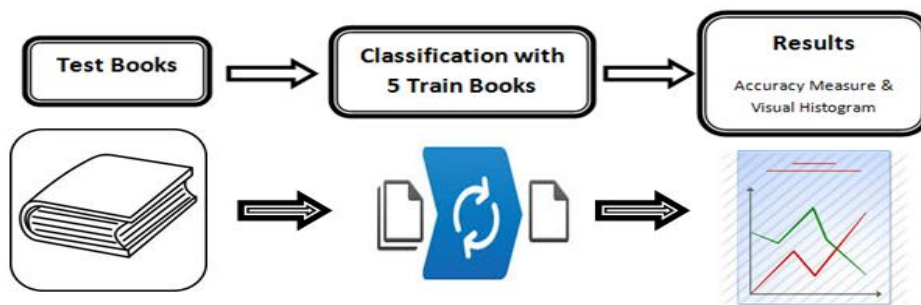 Test Books
Classification with
5 Train Books
Results
Accuracy Measure &
Visual Histogram